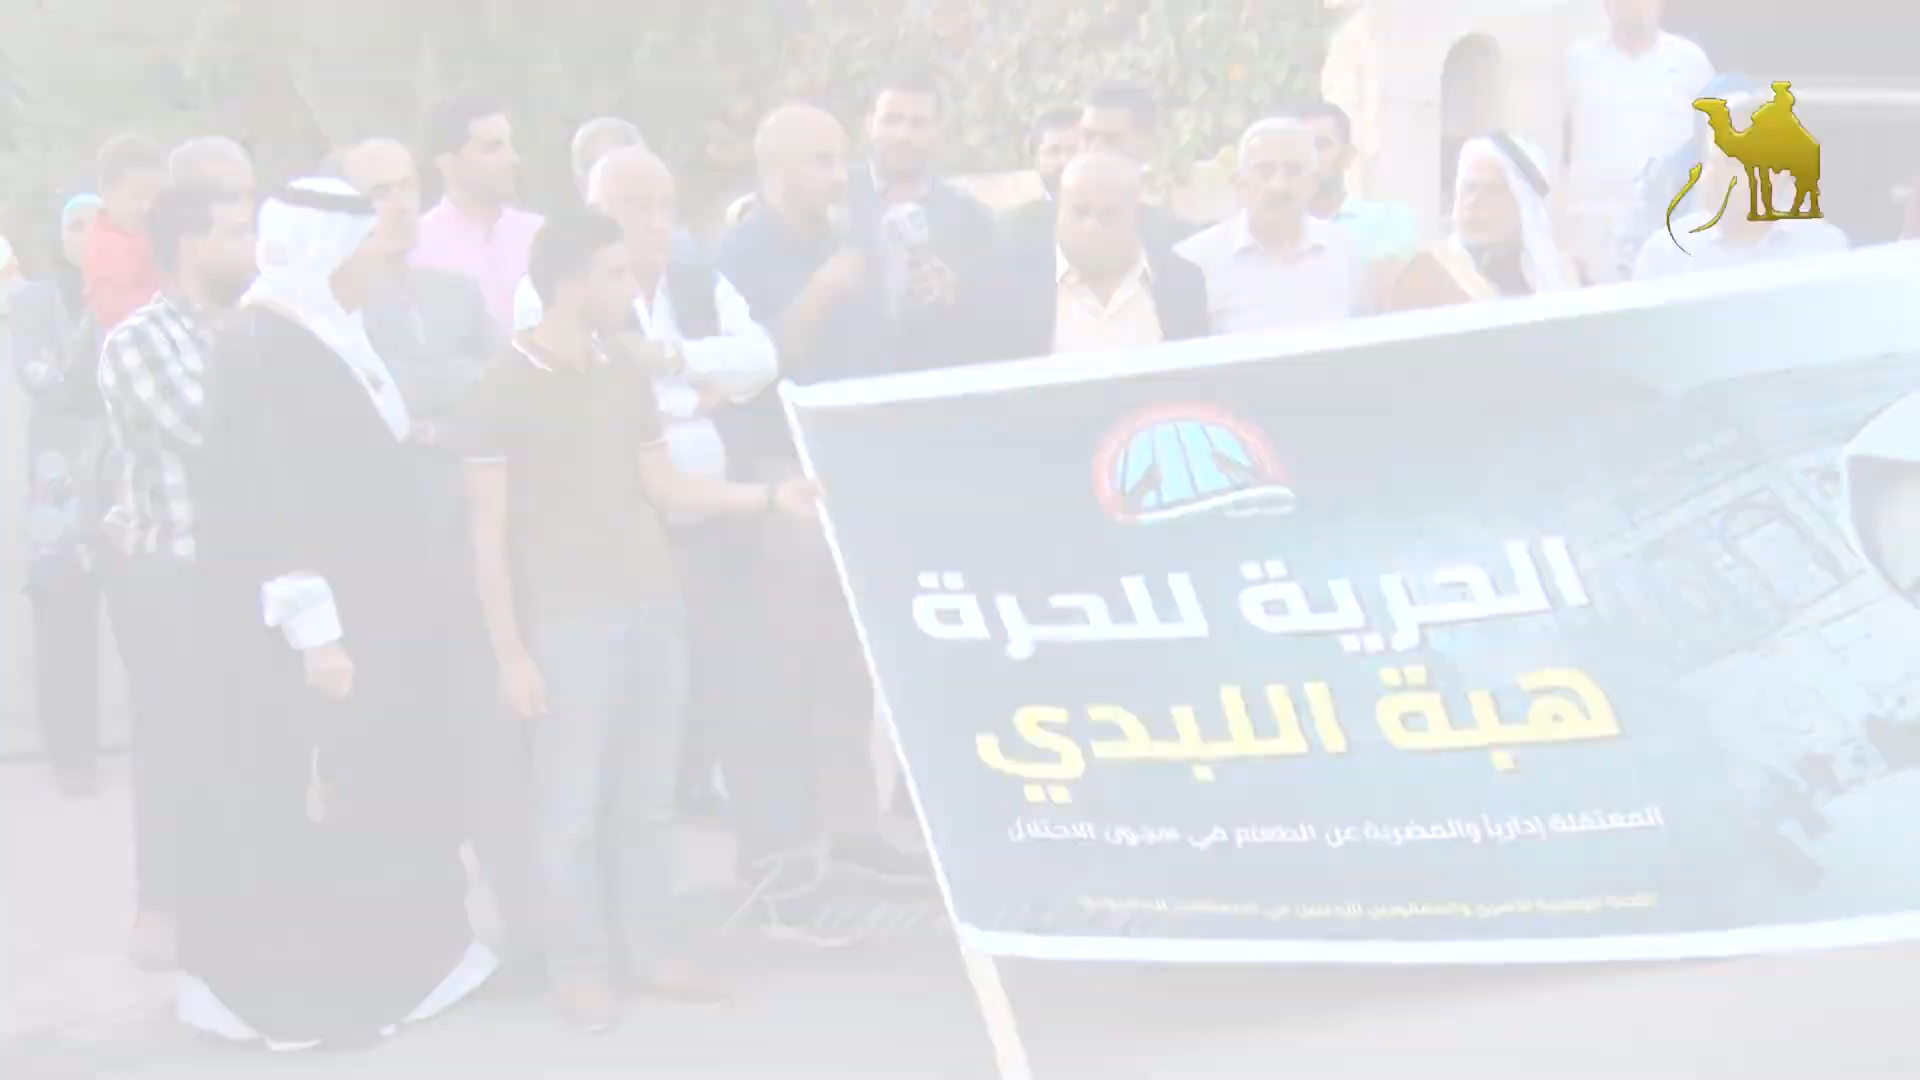 الحرية للحرة
هبة اللبدي
المعتقلة إدارياً والمضربة عن الطعام في سجون الاحتلال